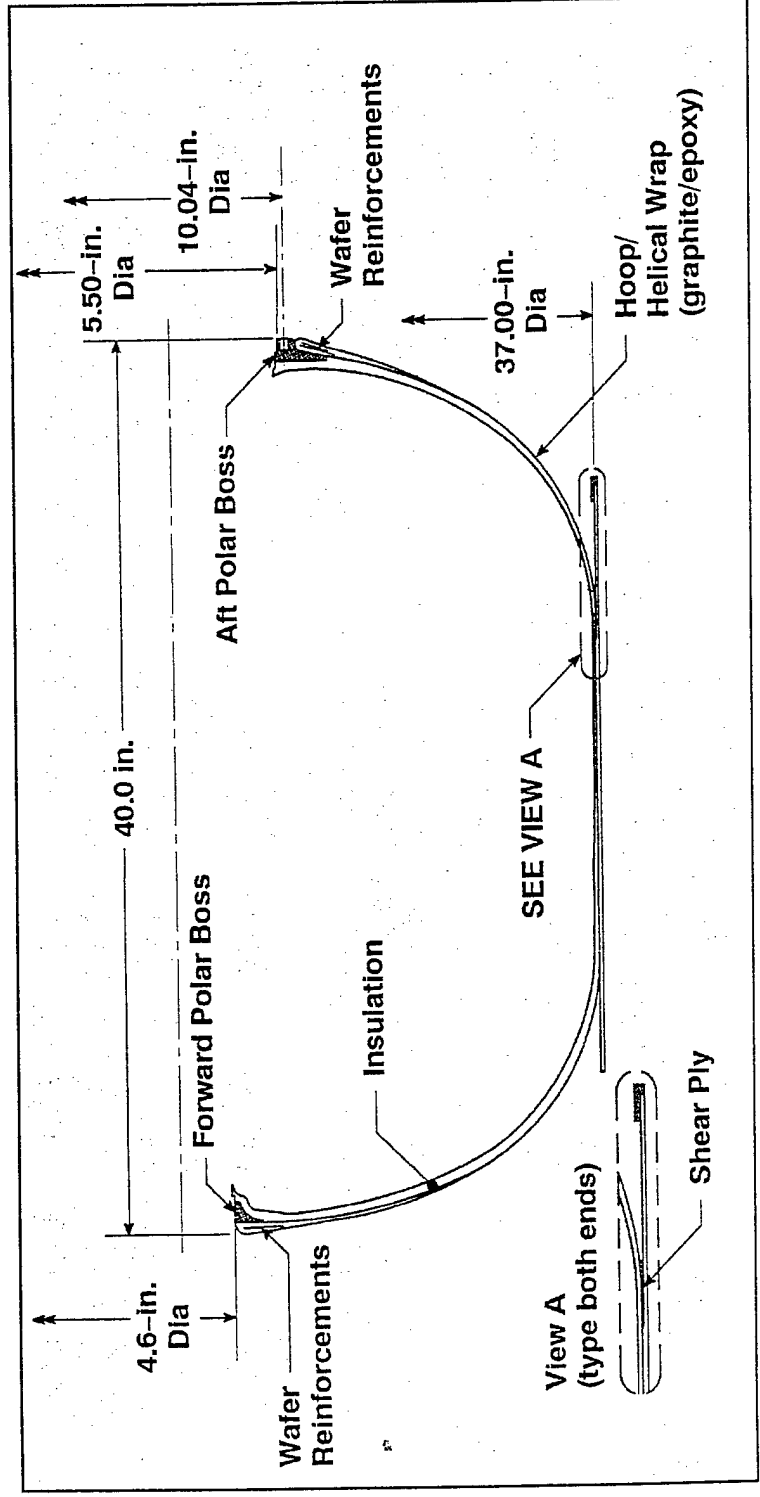 4.6–in.
Dia
Forward Polar Boss
40.0 in.
5.50–in.
Dia
10.04–in.
Dia
Aft Polar Boss
Wafer
Reinforcements
Wafer
Reinforcements
Insulation
37.00–in.
Dia
SEE VIEW A
Hoop/
Helical Wrap
(graphite/epoxy)
View A
(type both ends)
Shear Ply